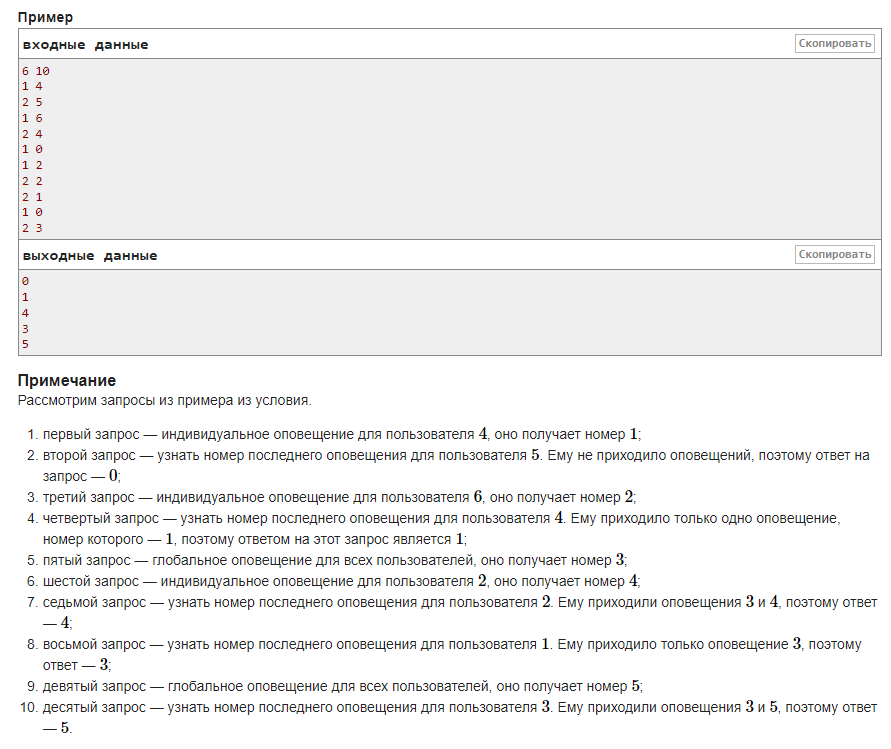 Пример
входные данные
Скопировать
6 10
1 4
2 5
1 6
2 4
1 0
1 2
2 2
2 1
1 0
2 3
выходные данные
Скопировать
0
1
4
3
5
Примечание
Рассмотрим запросы из примера из условия.
1. первый запрос — индивидуальное оповещение для пользователя 4, оно получает номер 1;
2. второй запрос — узнать номер последнего оповещения для пользователя 5. Ему не приходило оповещений, поэтому ответ на
запрос — 0;
3. третий запрос — индивидуальное оповещение для пользователя 6, оно получает номер 2;
4. четвертый запрос — узнать номер последнего оповещения для пользователя 4. Ему приходило только одно оповещение,
номер которого — 1, поэтому ответом на этот запрос является 1;
5. пятый запрос — глобальное оповещение для всех пользователей, оно получает номер 3;
6. шестой запрос — индивидуальное оповещение для пользователя 2, оно получает номер 4;
7. седьмой запрос — узнать номер последнего оповещения для пользователя 2. Ему приходили оповещения 3 и 4, поэтому ответ
— 4;
8. восьмой запрос — узнать номер последнего оповещения для пользователя 1. Ему приходило только оповещение 3, поэтому
ответ — 3;
9. девятый запрос — глобальное оповещение для всех пользователей, оно получает номер 5;
10. десятый запрос — узнать номер последнего оповещения для пользователя 3. Ему приходили оповещения 3 и 5, поэтому ответ
— 5.